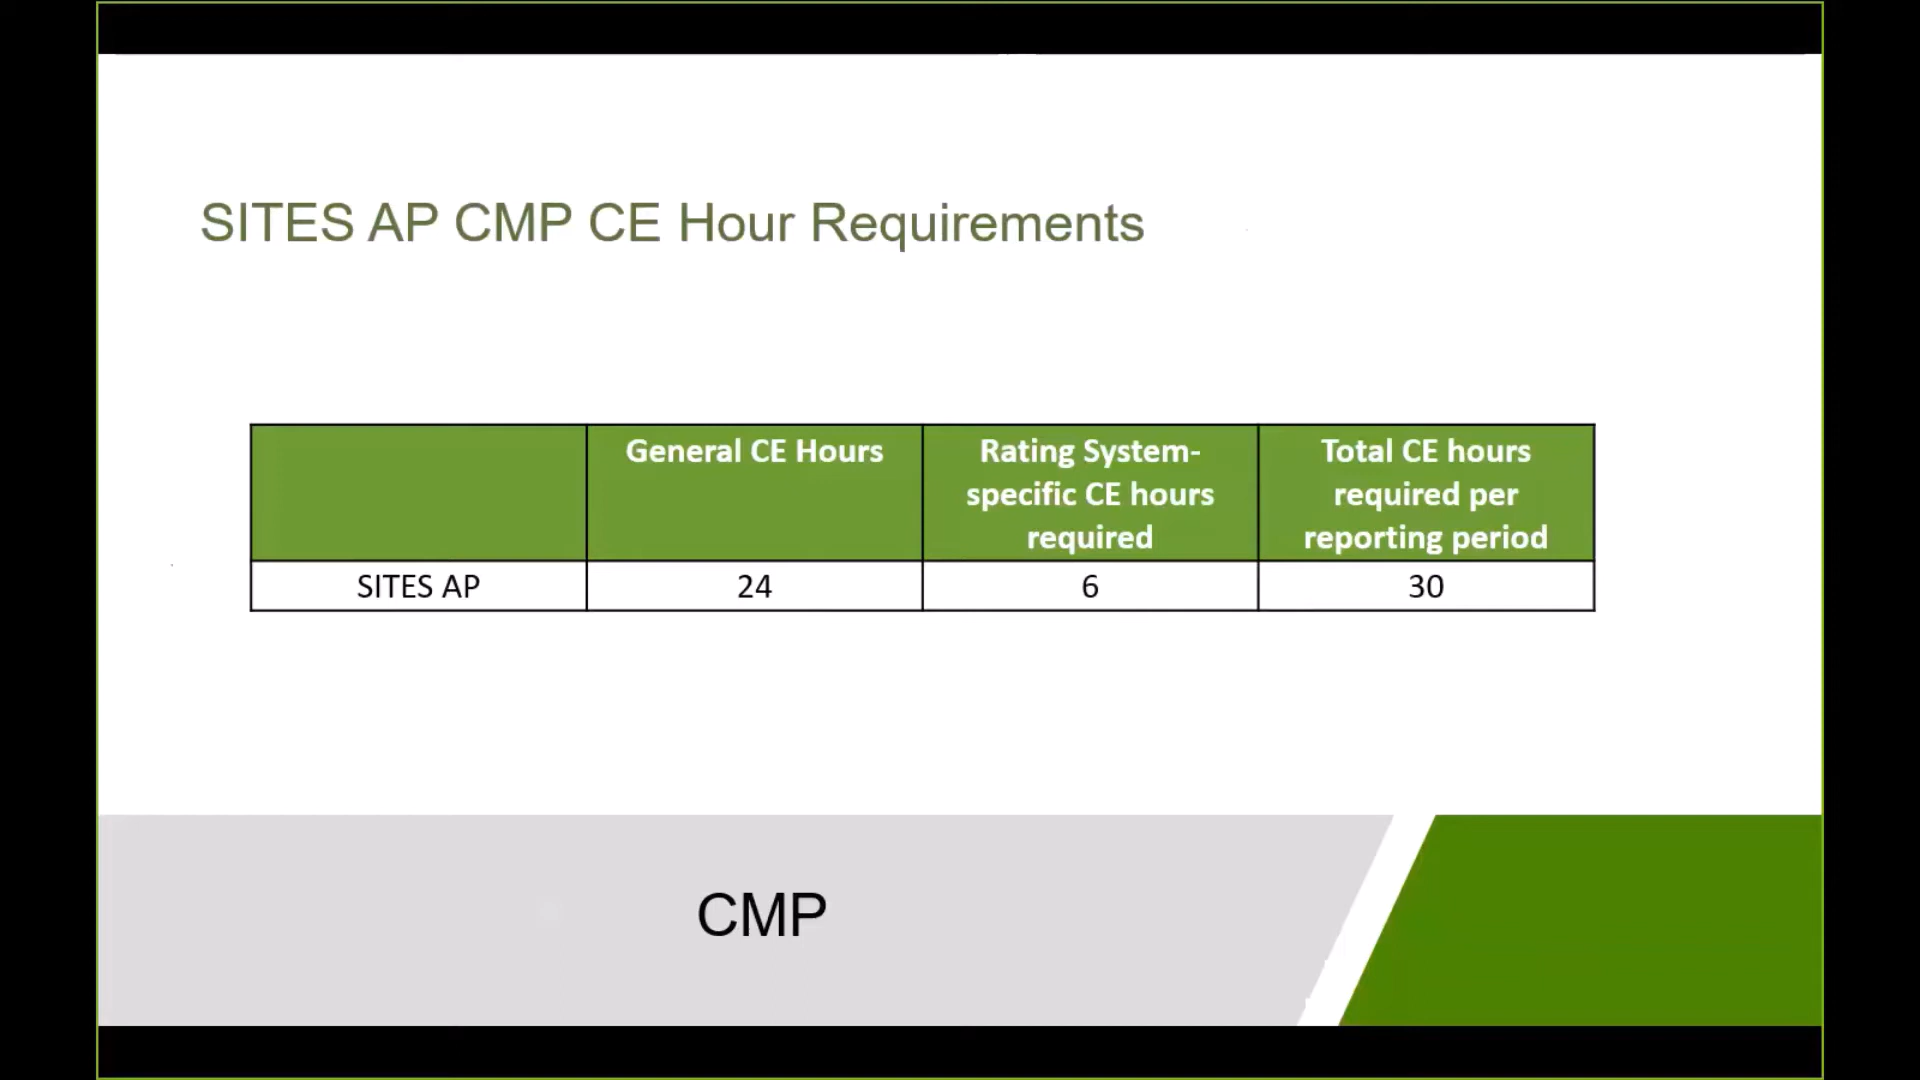 SITES AP CMP CE Hour Requirements
General CE Hours
Rating System-
specific CE hours
required
Total CE hours
required per
reporting period
SITES AP
24
6
30
CMP